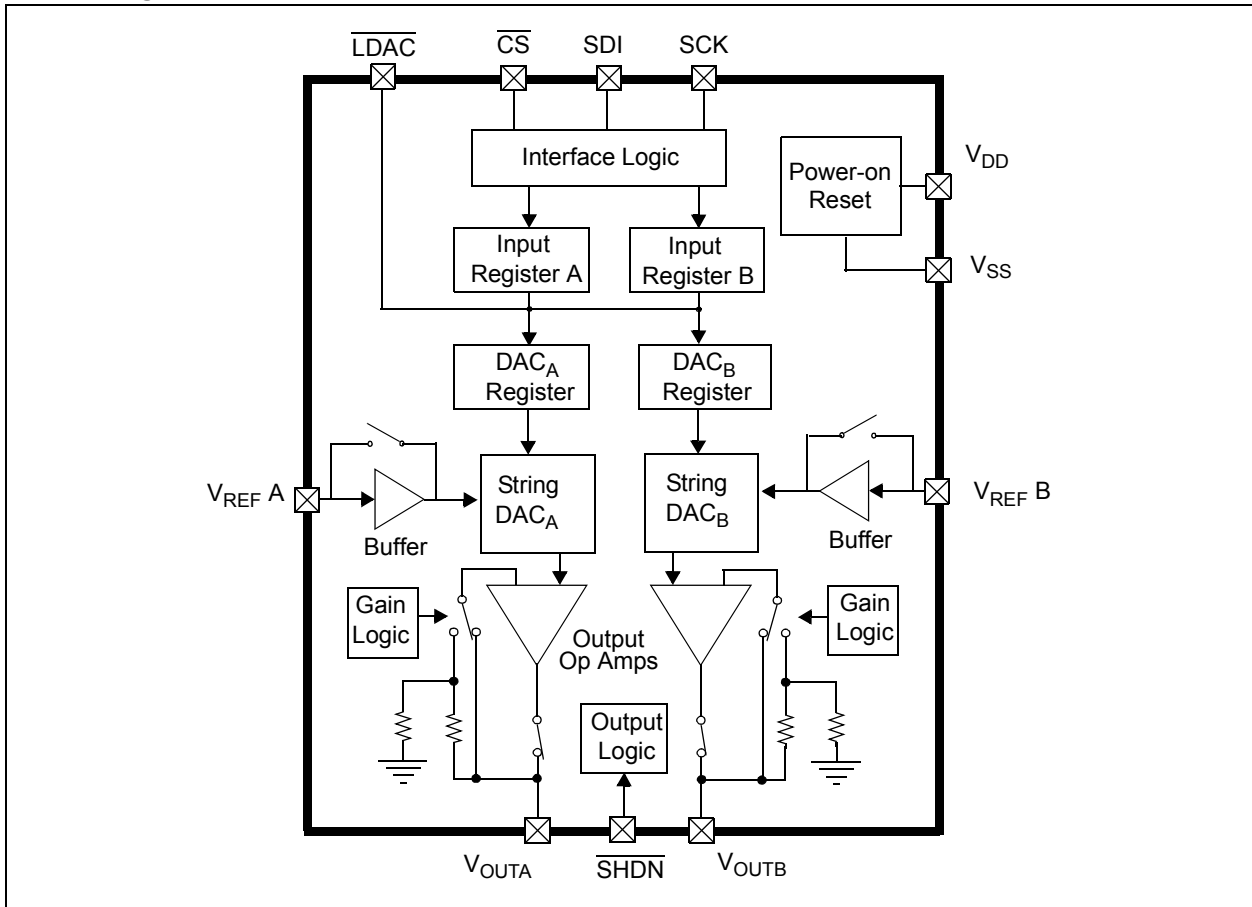 LDAC
CS
SDI
SCK
Interface Logic
Power-on
Reset
VDD
VSS
Input
Register A
Input
Register B
DACA
Register
DACB
Register
VREF A
Buffer
String
DACA
String
DACB
Buffer
VREF B
Gain
Logic
Output
Op Amps
Gain
Logic
Output
Logic
VOUTA
SHDN
VOUTB